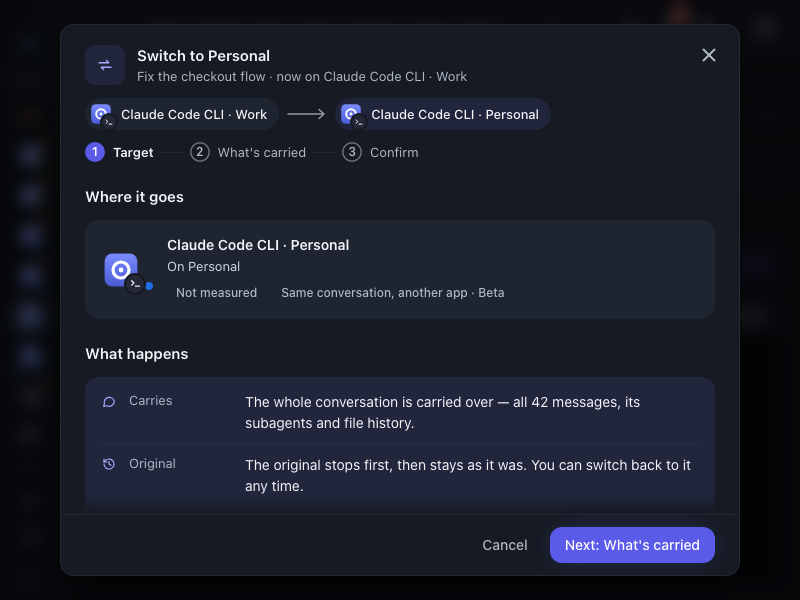 Switch to Personal
Fix the checkout flow · now on Claude Code CLI · Work
Claude Code CLI · Work
Claude Code CLI · Personal
1 Target
2 What's carried
3 Confirm
Where it goes
Claude Code CLI · Personal
On Personal
Not measured
Same conversation, another app · Beta
What happens
Carries
The whole conversation is carried over — all 42 messages, its
subagents and file history.
Original
The original stops first, then stays as it was. You can switch back to it
any time.
Cancel
Next: What's carried